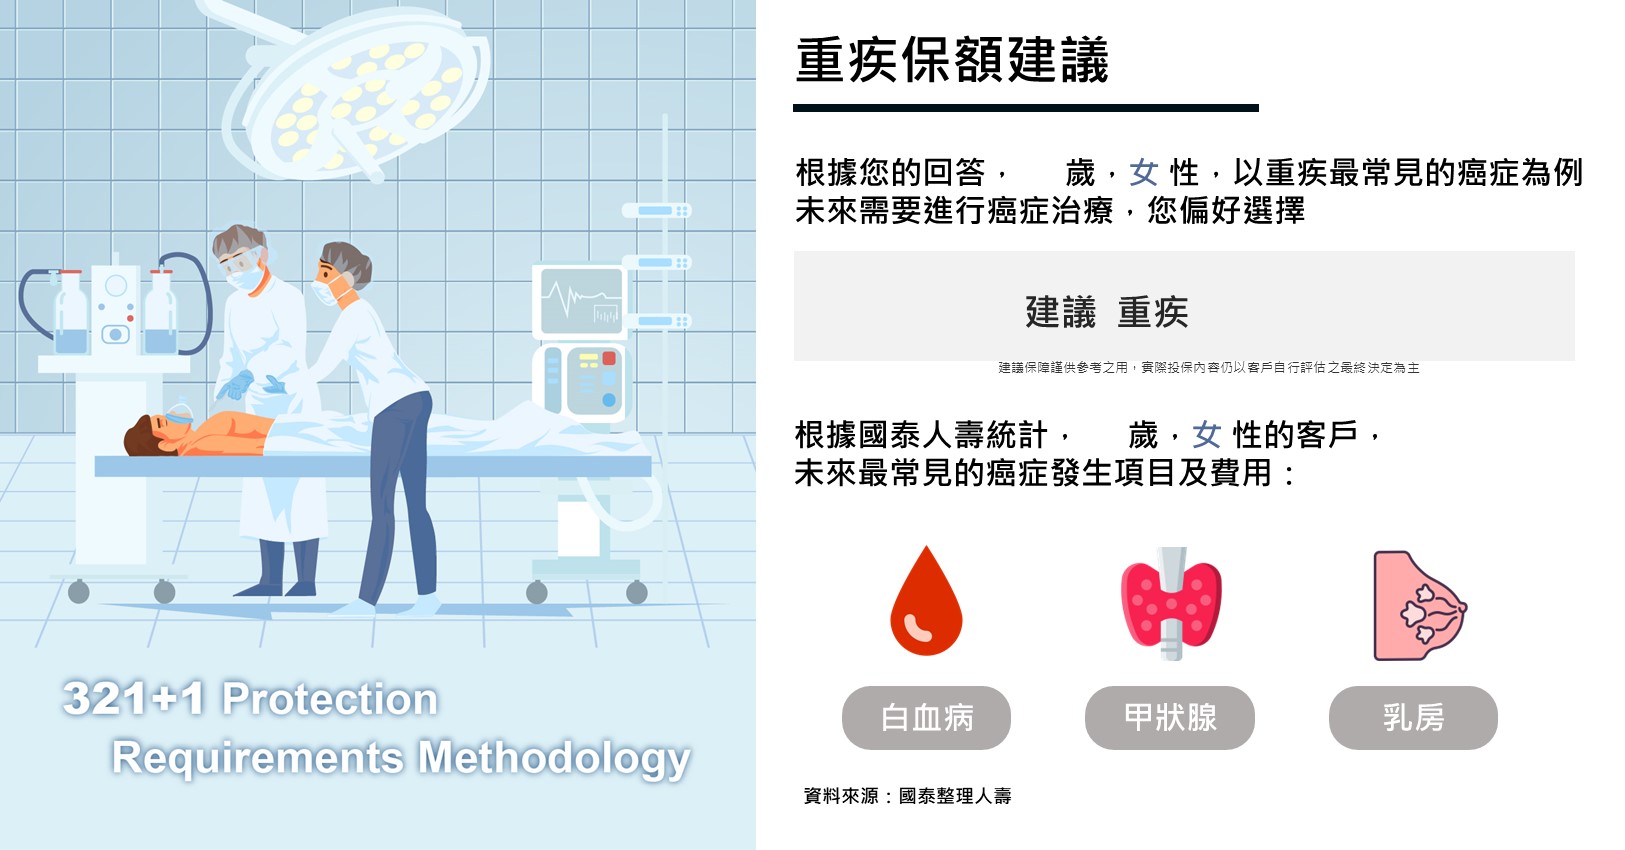 321+1 Protection
Requirements Methodology
重疾保額建議
根據您的回答， 歲，女 性，以重疾最常見的癌症為例
未來需要進行癌症治療，您偏好選擇
建議 重疾
建議保障謹供參考之用，實際投保內容仍以客戶自行評估之最終決定為主
根據國泰人壽統計， 歲，女 性的客戶，
未來最常見的癌症發生項目及費用：
白血病
甲狀腺
乳房
資料來源：國泰整理人壽